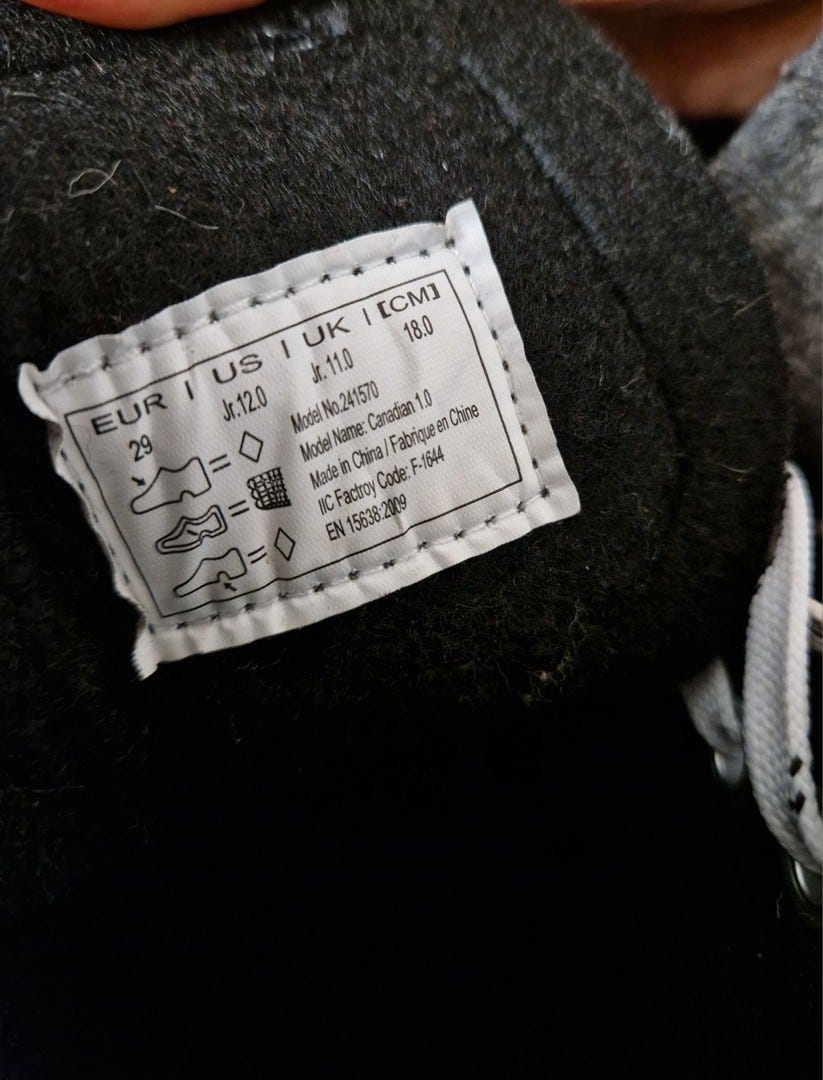 EUR | US | UK | [CM]
29 Jr.12.0 Jr. 11.0 18.0
Model No:241570
Model Name: Canadian 1.0
Made in China / Fabrique en Chine
IIC Factroy Code: F-1644
EN 15638:2009
= 
=
=